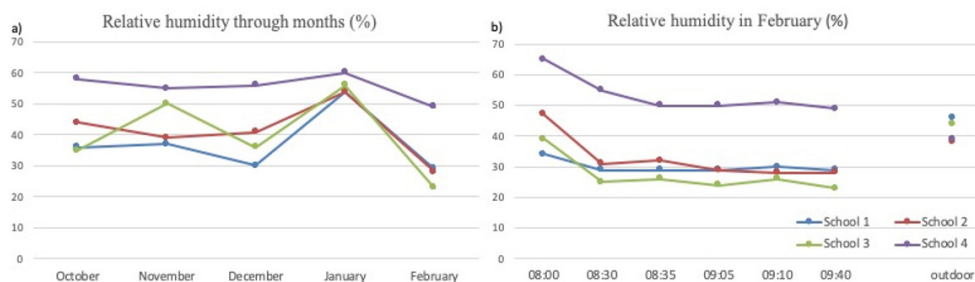 a) Relative humidity through months (%)
70
60
50
40
30
20
10
0
October November December January February
b) Relative humidity in February (%)
70
60
50
40
30
20
10
0
08:00 08:30 08:35 09:05 09:10 09:40 outdoor
School 1 School 2
School 3 School 4